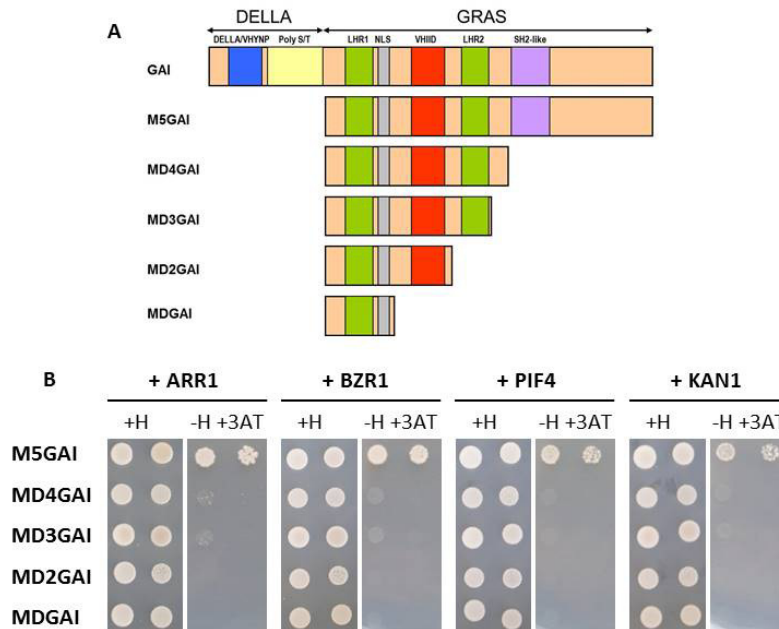 DELLA GRAS
A
DELLA/VHYNP Poly S/T LHR1 NLS VHIID LHR2 SH2-like
GAI
M5GAI
MD4GAI
MD3GAI
MD2GAI
MDGAI
B + ARR1 + BZR1 + PIF4 + KAN1
+H -H +3AT +H -H +3AT +H -H +3AT +H -H +3AT
M5GAI
MD4GAI
MD3GAI
MD2GAI
MDGAI